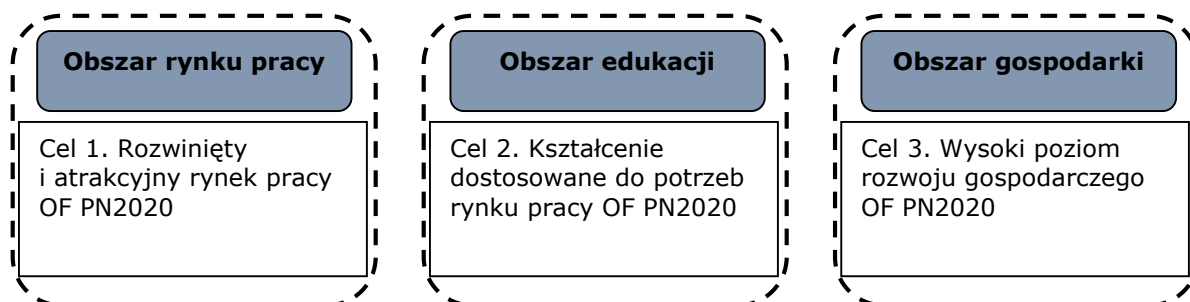 Obszar rynku pracy
Cel 1. Rozwinięty
i atrakcyjny rynek pracy
OF PN2020
Obszar edukacji
Cel 2. Kształcenie
dostosowane do potrzeb
rynku pracy OF PN2020
Obszar gospodarki
Cel 3. Wysoki poziom
rozwoju gospodarczego
OF PN2020